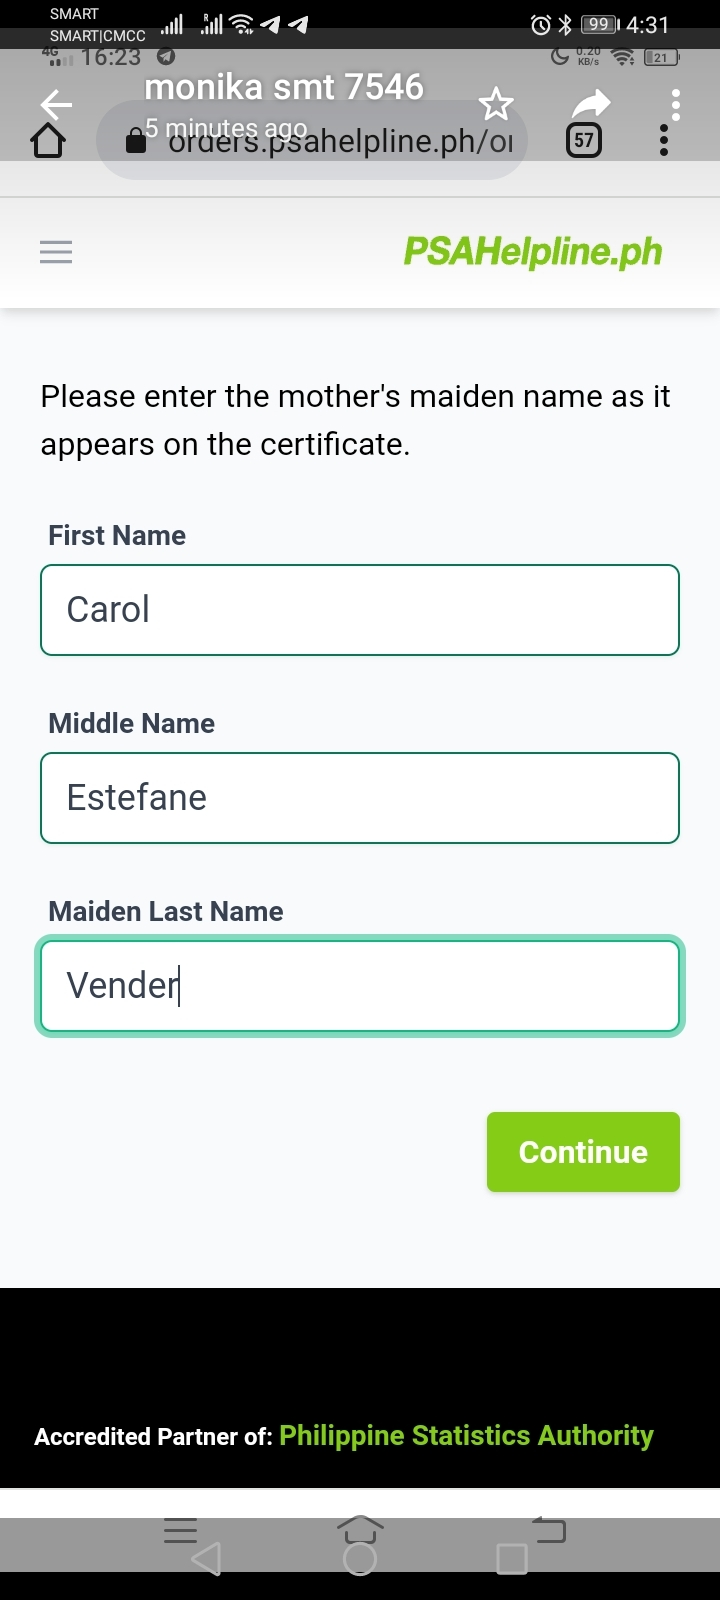 SMART
SMART|CMCC
R
99
4:31
4G
16:23
0.20
KB/s
21
monika smt 7546
5 minutes ago
orders.psahelpline.ph/or
57
PSAHelpline.ph
Please enter the mother's maiden name as it
appears on the certificate.
First Name
Carol
Middle Name
Estefane
Maiden Last Name
Vender
Continue
Accredited Partner of: Philippine Statistics Authority